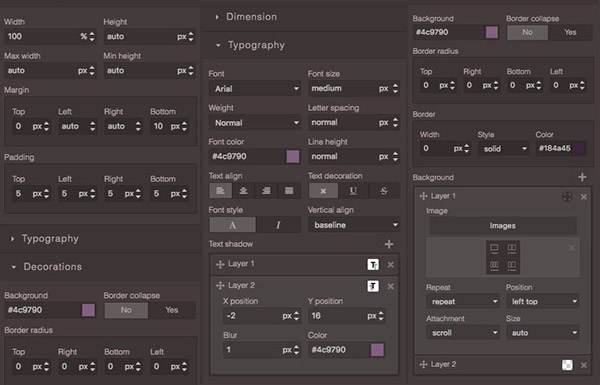 Width Height
100 % auto px
Max width Min height
auto px auto px
Margin
Top Left Right Bottom
0 px auto auto px 10 px
Padding
Top Left Right Bottom
5 px 5 px 5 px 5 px
Typography
Decorations
Background Border collapse
#4c9790 No Yes
Border radius
Top Right Bottom Left
0 px 0 px 0 px 0 px
Dimension
Typography
Font Font size
Arial medium px
Weight Letter spacing
Normal normal px
Font color Line height
#4c9790 normal px
Text align Text decoration
U S
Font style Vertical align
A I baseline
Text shadow
Layer 1 T
Layer 2 T
X position Y position
-2 px 16 px
Blur Color
1 px #4c9790
Background Border collapse
#4c9790 No Yes
Border radius
Top Right Bottom Left
0 px 0 px 0 px 0 px
Border
Width Style Color
0 px solid #184a45
Background
Layer 1
Image
Images
Repeat Position
repeat left top
Attachment Size
scroll auto
Layer 2